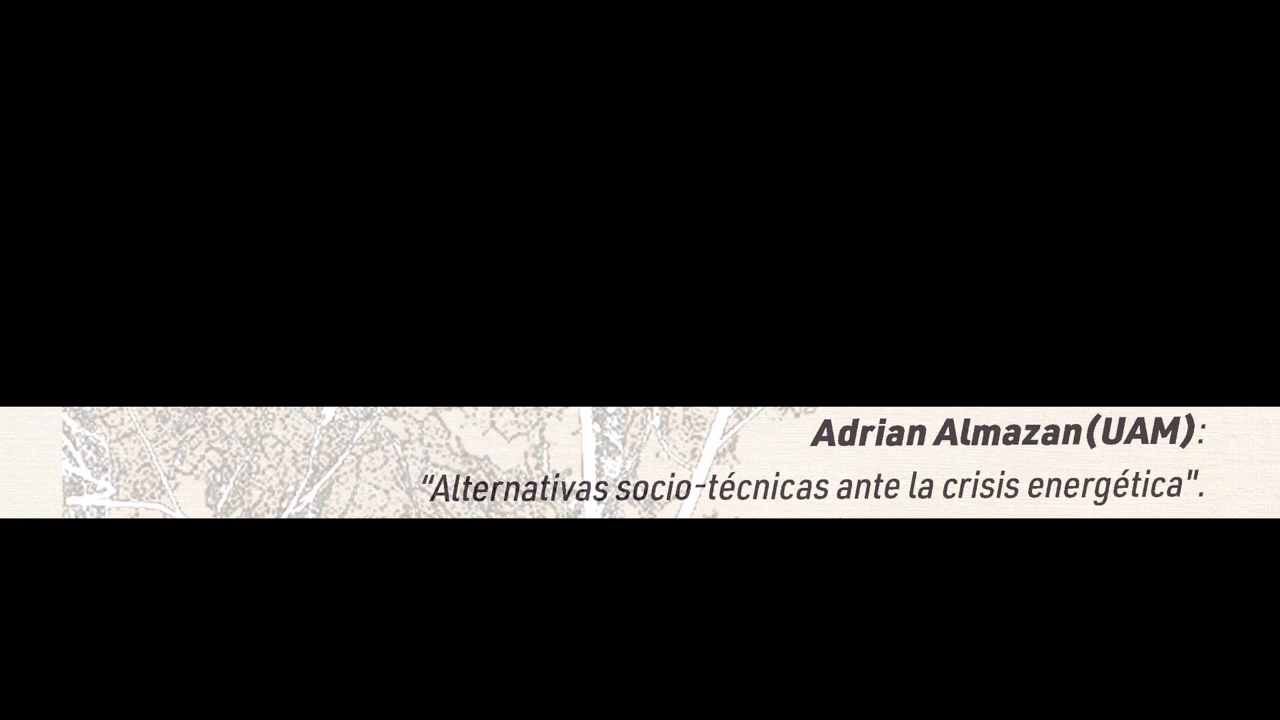 Adrian Almazan (UAM):
“Alternativas socio-técnicas ante la crisis energética".